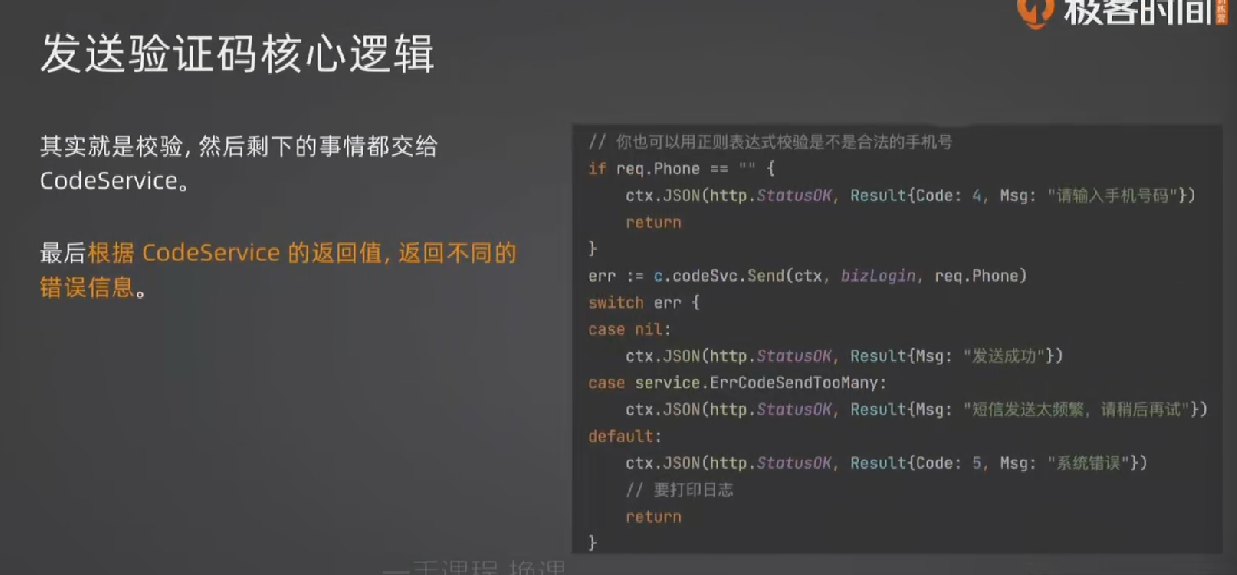 极客时间
发送验证码核心逻辑
其实就是校验, 然后剩下的事情都交给
CodeService。
最后根据 CodeService 的返回值, 返回不同的
错误信息。
// 你也可以用正则表达式校验是不是合法的手机号
if req.Phone == "" {
    ctx.JSON(http.StatusOK, Result{Code: 4, Msg: "请输入手机号码"})
    return
}
err := c.codeSvc.Send(ctx, bizLogin, req.Phone)
switch err {
case nil:
    ctx.JSON(http.StatusOK, Result{Msg: "发送成功"})
case service.ErrCodeSendTooMany:
    ctx.JSON(http.StatusOK, Result{Msg: "短信发送太频繁, 请稍后再试"})
default:
    ctx.JSON(http.StatusOK, Result{Code: 5, Msg: "系统错误"})
    // 要打印日志
    return
}